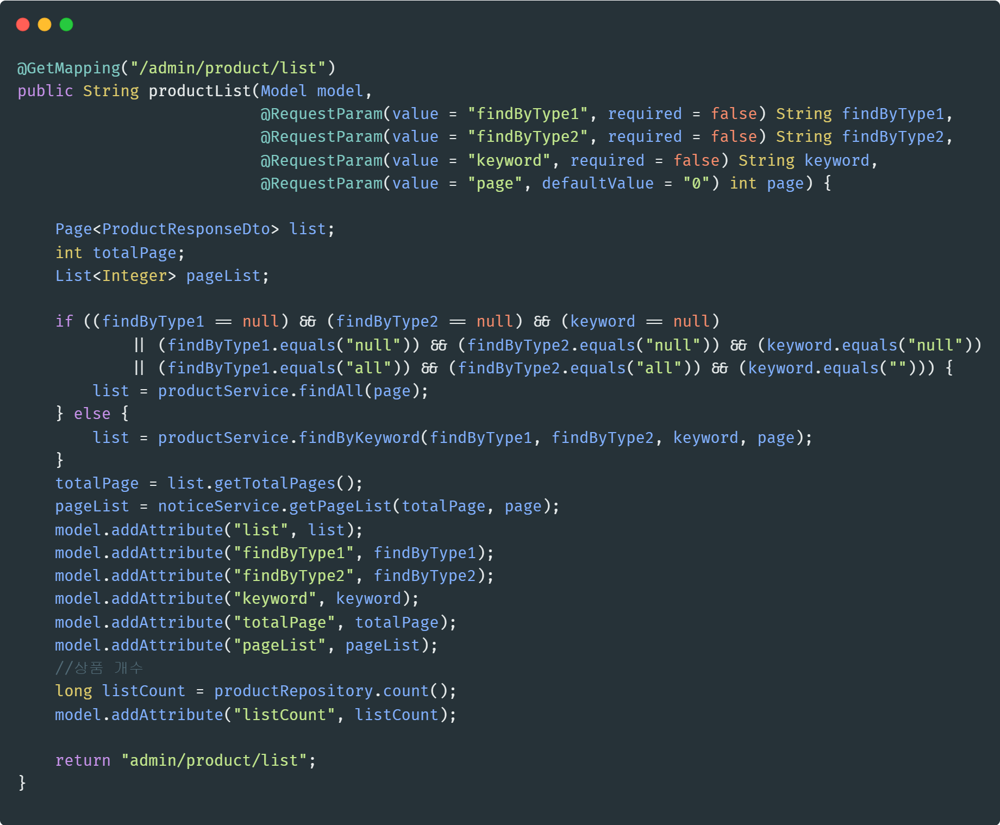 @GetMapping("/admin/product/list")
public String productList(Model model,
                          @RequestParam(value = "findByType1", required = false) String findByType1,
                          @RequestParam(value = "findByType2", required = false) String findByType2,
                          @RequestParam(value = "keyword", required = false) String keyword,
                          @RequestParam(value = "page", defaultValue = "0") int page) {

    Page<ProductResponseDto> list;
    int totalPage;
    List<Integer> pageList;

    if ((findByType1 == null) && (findByType2 == null) && (keyword == null)
            || (findByType1.equals("null")) && (findByType2.equals("null")) && (keyword.equals("null"))
            || (findByType1.equals("all")) && (findByType2.equals("all")) && (keyword.equals(""))) {
        list = productService.findAll(page);
    } else {
        list = productService.findByKeyword(findByType1, findByType2, keyword, page);
    }
    totalPage = list.getTotalPages();
    pageList = noticeService.getPageList(totalPage, page);
    model.addAttribute("list", list);
    model.addAttribute("findByType1", findByType1);
    model.addAttribute("findByType2", findByType2);
    model.addAttribute("keyword", keyword);
    model.addAttribute("totalPage", totalPage);
    model.addAttribute("pageList", pageList);
    //상품 개수
    long listCount = productRepository.count();
    model.addAttribute("listCount", listCount);

    return "admin/product/list";
}